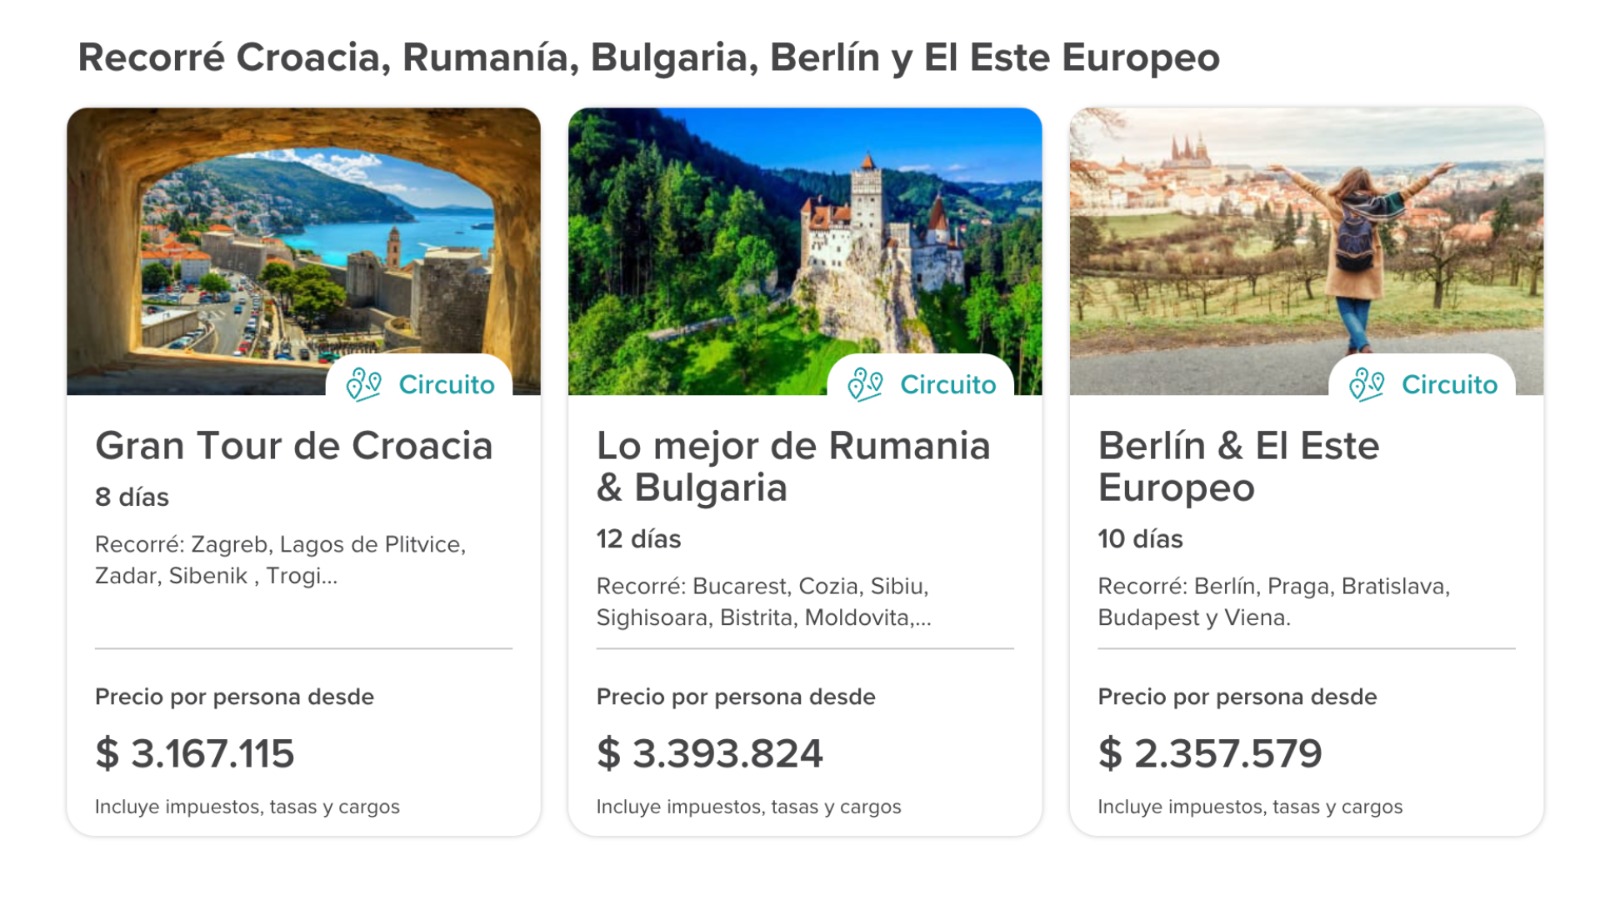 Recorré Croacia, Rumanía, Bulgaria, Berlín y El Este Europeo
Circuito
Gran Tour de Croacia
8 días
Recorré: Zagreb, Lagos de Plitvice,
Zadar, Sibenik , Trogi...
Precio por persona desde
$ 3.167.115
Incluye impuestos, tasas y cargos
Circuito
Lo mejor de Rumania
& Bulgaria
12 días
Recorré: Bucarest, Cozia, Sibiu,
Sighisoara, Bistrita, Moldovita,...
Precio por persona desde
$ 3.393.824
Incluye impuestos, tasas y cargos
Circuito
Berlín & El Este
Europeo
10 días
Recorré: Berlín, Praga, Bratislava,
Budapest y Viena.
Precio por persona desde
$ 2.357.579
Incluye impuestos, tasas y cargos